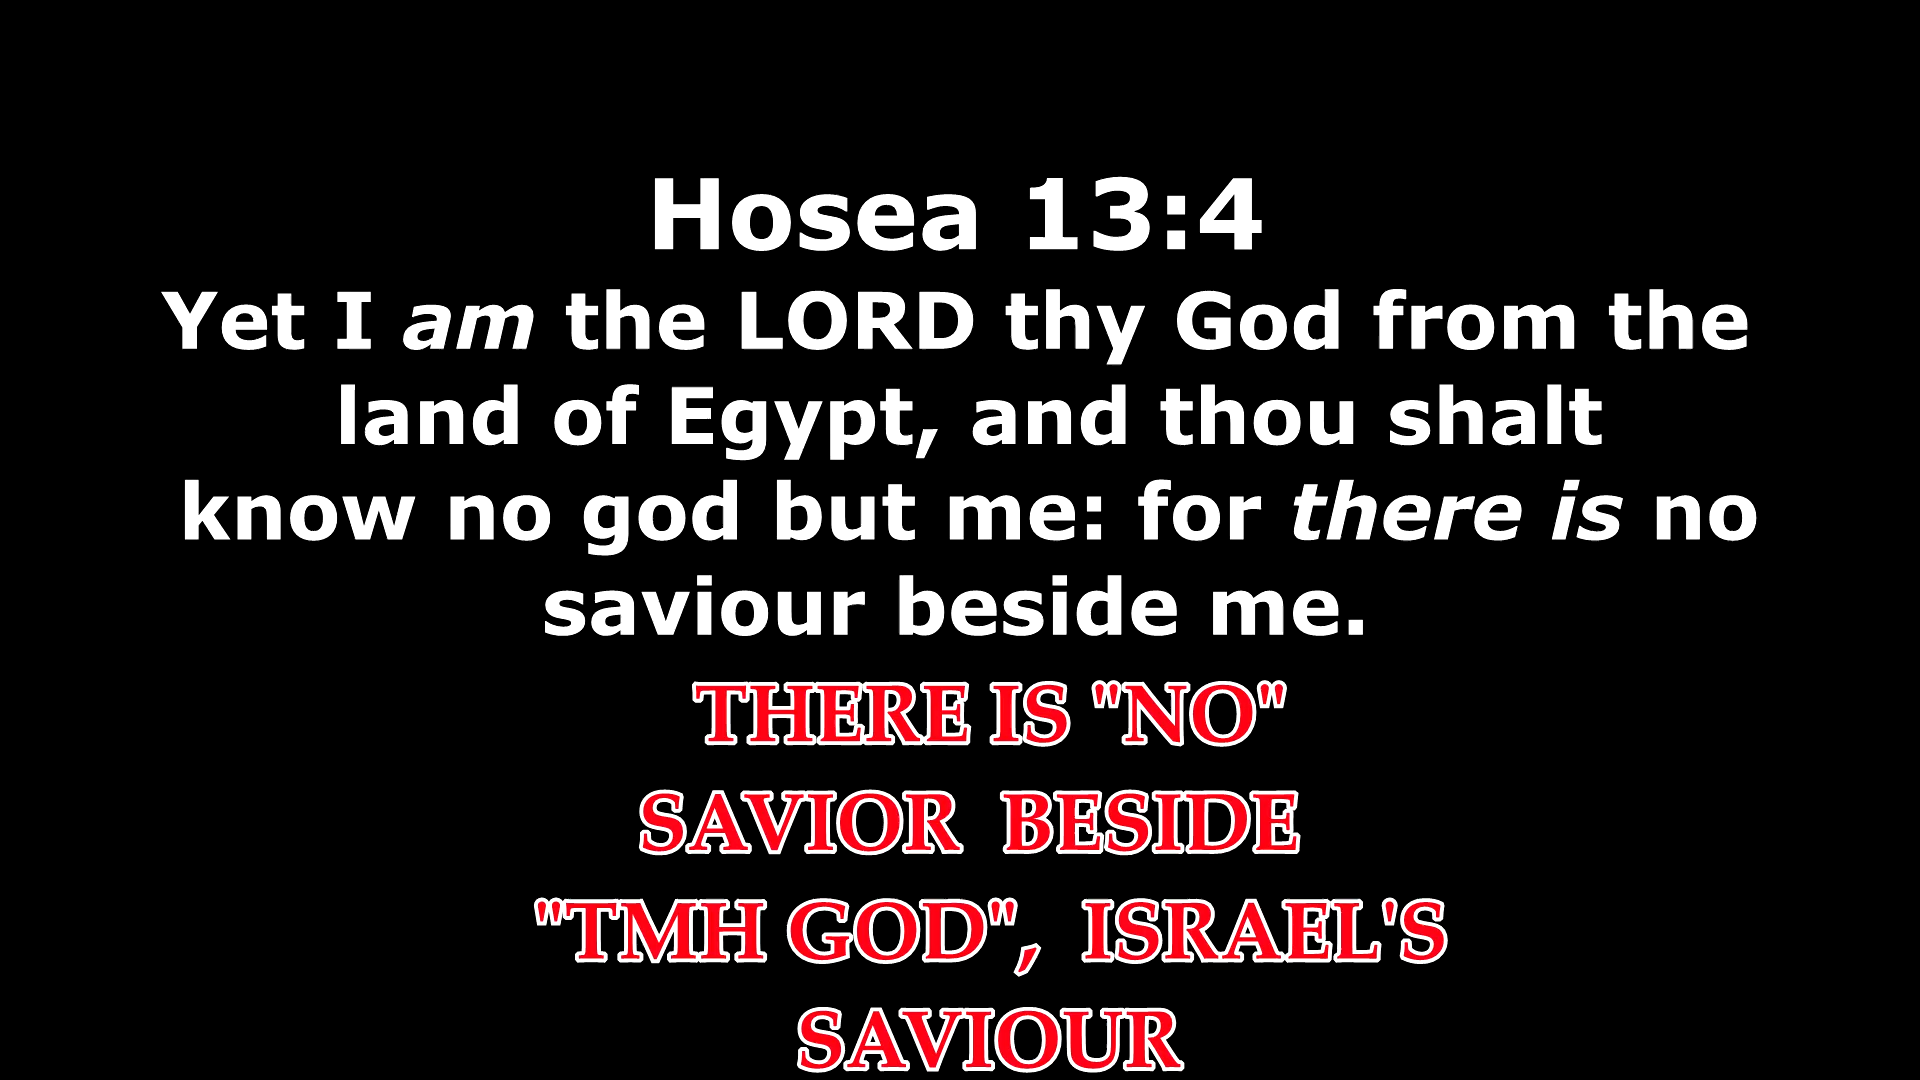 Hosea 13:4
Yet I am the LORD thy God from the
land of Egypt, and thou shalt
know no god but me: for there is no
saviour beside me.
THERE IS "NO"
SAVIOR BESIDE
"TMH GOD", ISRAEL'S
SAVIOUR